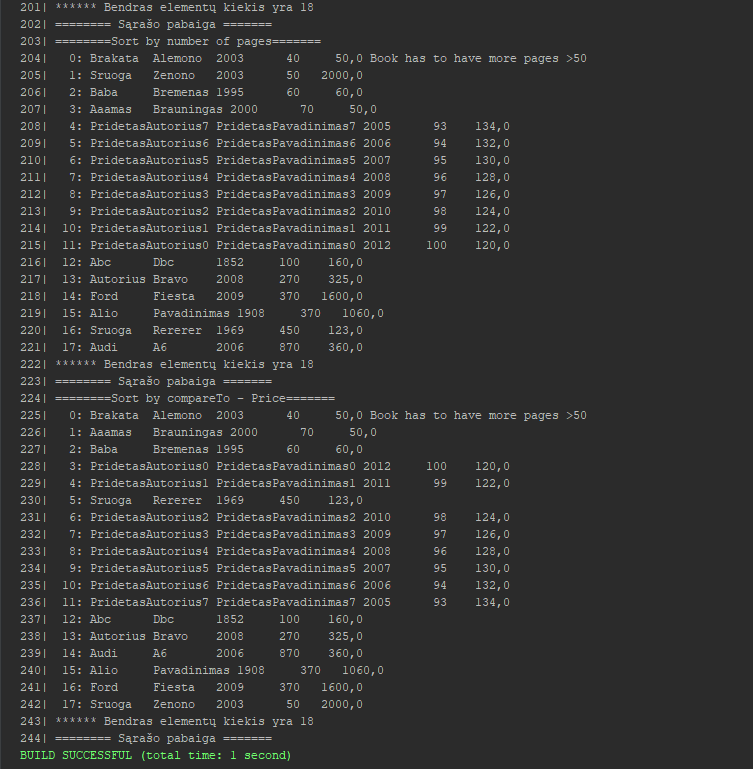 201| ****** Bendras elementų kiekis yra 18
202| ======== Sąrašo pabaiga =======
203| ========Sort by number of pages=======
204|   0: Brakata  Alemono  2003      40     50,0 Book has to have more pages >50
205|   1: Sruoga   Zenono   2003      50   2000,0
206|   2: Baba     Bremenas 1995      60     60,0
207|   3: Aaamas   Brauningas 2000      70     50,0
208|   4: PridetasAutorius7 PridetasPavadinimas7 2005      93    134,0
209|   5: PridetasAutorius6 PridetasPavadinimas6 2006      94    132,0
210|   6: PridetasAutorius5 PridetasPavadinimas5 2007      95    130,0
211|   7: PridetasAutorius4 PridetasPavadinimas4 2008      96    128,0
212|   8: PridetasAutorius3 PridetasPavadinimas3 2009      97    126,0
213|   9: PridetasAutorius2 PridetasPavadinimas2 2010      98    124,0
214|  10: PridetasAutorius1 PridetasPavadinimas1 2011      99    122,0
215|  11: PridetasAutorius0 PridetasPavadinimas0 2012     100    120,0
216|  12: Abc      Dbc      1852     100    160,0
217|  13: Autorius Bravo    2008     270    325,0
218|  14: Ford     Fiesta   2009     370   1600,0
219|  15: Alio     Pavadinimas 1908     370   1060,0
220|  16: Sruoga   Rererer  1969     450    123,0
221|  17: Audi     A6       2006     870    360,0
222| ****** Bendras elementų kiekis yra 18
223| ======== Sąrašo pabaiga =======
224| ========Sort by compareTo - Price=======
225|   0: Brakata  Alemono  2003      40     50,0 Book has to have more pages >50
226|   1: Aaamas   Brauningas 2000      70     50,0
227|   2: Baba     Bremenas 1995      60     60,0
228|   3: PridetasAutorius0 PridetasPavadinimas0 2012     100    120,0
229|   4: PridetasAutorius1 PridetasPavadinimas1 2011      99    122,0
230|   5: Sruoga   Rererer  1969     450    123,0
231|   6: PridetasAutorius2 PridetasPavadinimas2 2010      98    124,0
232|   7: PridetasAutorius3 PridetasPavadinimas3 2009      97    126,0
233|   8: PridetasAutorius4 PridetasPavadinimas4 2008      96    128,0
234|   9: PridetasAutorius5 PridetasPavadinimas5 2007      95    130,0
235|  10: PridetasAutorius6 PridetasPavadinimas6 2006      94    132,0
236|  11: PridetasAutorius7 PridetasPavadinimas7 2005      93    134,0
237|  12: Abc      Dbc      1852     100    160,0
238|  13: Autorius Bravo    2008     270    325,0
239|  14: Audi     A6       2006     870    360,0
240|  15: Alio     Pavadinimas 1908     370   1060,0
241|  16: Ford     Fiesta   2009     370   1600,0
242|  17: Sruoga   Zenono   2003      50   2000,0
243| ****** Bendras elementų kiekis yra 18
244| ======== Sąrašo pabaiga =======
BUILD SUCCESSFUL (total time: 1 second)